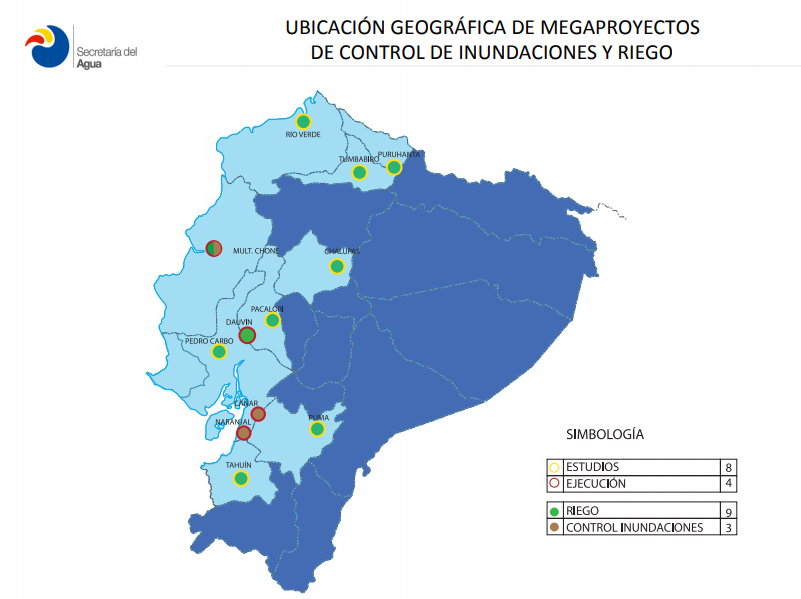 UBICACIÓN GEOGRÁFICA DE MEGAPROYECTOS
DE CONTROL DE INUNDACIONES Y RIEGO
Secretaría del
Agua
RIO VERDE
TUMBABIRO
PURUHANTA
MULT. CHONE
CHALUPAS
PACALORI
DAUVIN
PEDRO CARBO
CAÑAR
NARANJAL
PUMA
TAHUÍN
SIMBOLOGÍA
ESTUDIOS 8
EJECUCIÓN 4
RIEGO 9
CONTROL INUNDACIONES 3